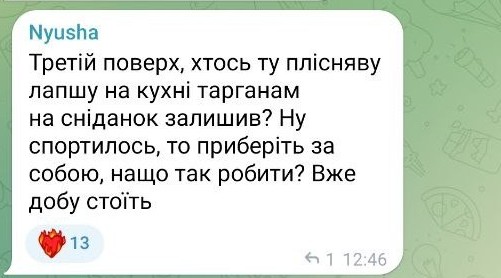 Nyusha
Третій поверх, хтось ту плісняву
лапшу на кухні тарганам
на сніданок залишив? Ну
спортилось, то приберіть за
собою, нащо так робити? Вже
добу стоїть
13
1 12:46